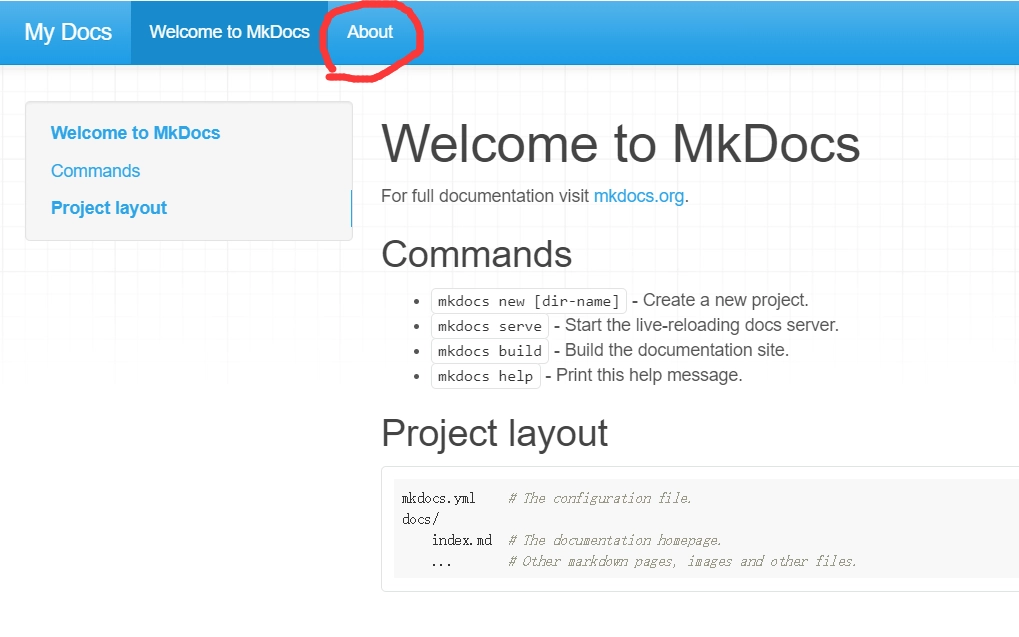 My Docs Welcome to MkDocs About
Welcome to MkDocs
Commands
Project layout
Welcome to MkDocs
For full documentation visit mkdocs.org.
Commands
mkdocs new [dir-name] - Create a new project.
mkdocs serve - Start the live-reloading docs server.
mkdocs build - Build the documentation site.
mkdocs help - Print this help message.
Project layout
mkdocs.yml # The configuration file.
docs/
index.md # The documentation homepage.
... # Other markdown pages, images and other files.